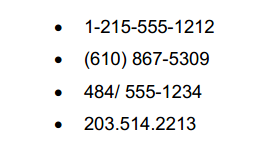 • 1-215-555-1212
• (610) 867-5309
• 484/ 555-1234
• 203.514.2213